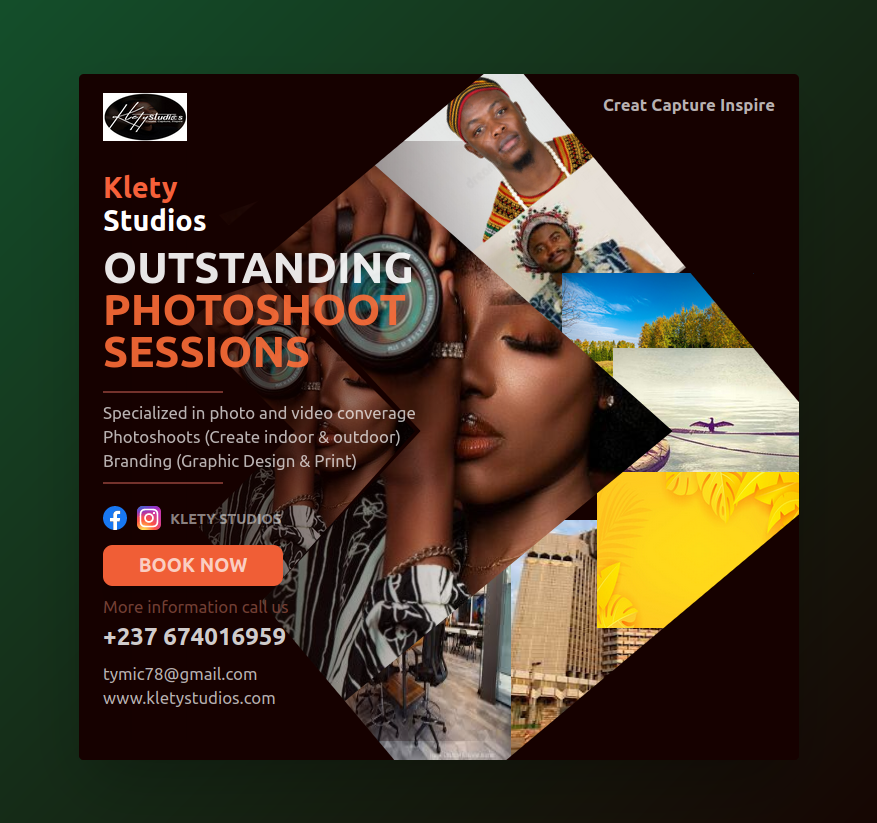 Kletystudios
Creat Capture Inspire
Klety
Studios
OUTSTANDING
PHOTOSHOOT
SESSIONS
Specialized in photo and video converage
Photoshoots (Create indoor & outdoor)
Branding (Graphic Design & Print)
KLETY STUDIOS
BOOK NOW
More information call us
+237 674016959
tymic78@gmail.com
www.kletystudios.com